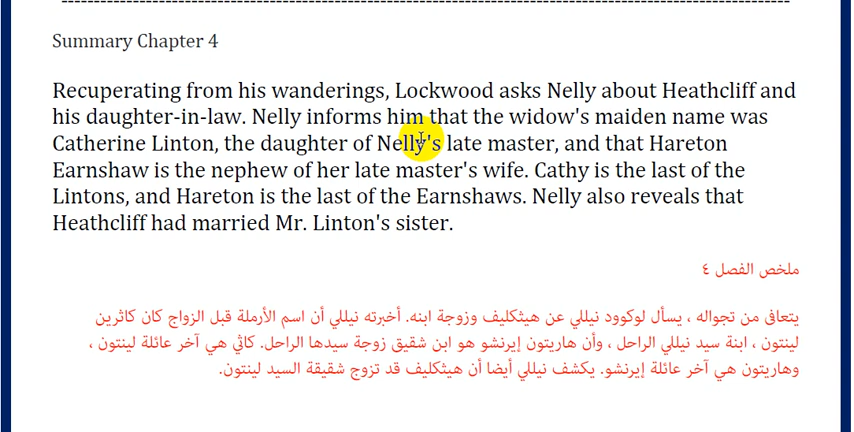 Summary Chapter 4
Recuperating from his wanderings, Lockwood asks Nelly about Heathcliff and
his daughter-in-law. Nelly informs him that the widow's maiden name was
Catherine Linton, the daughter of Nelly's late master, and that Hareton
Earnshaw is the nephew of her late master's wife. Cathy is the last of the
Lintons, and Hareton is the last of the Earnshaws. Nelly also reveals that
Heathcliff had married Mr. Linton's sister.
ملخص الفصل ٤
يتعافى من تجواله ، يسأل لوكوود نيللي عن هيثكليف وزوجة ابنه. أخبرته نيللي أن اسم الأرملة قبل الزواج كان كاثرين
لينتون ، ابنة سيد نيللي الراحل ، وأن هاريتون إيرنشو هو ابن شقيق زوجة سيدها الراحل. كاثي هي آخر عائلة لينتون ،
وهاريتون هي آخر عائلة إيرنشو. يكشف نيللي أيضا أن هيثكليف قد تزوج شقيقة السيد لينتون.